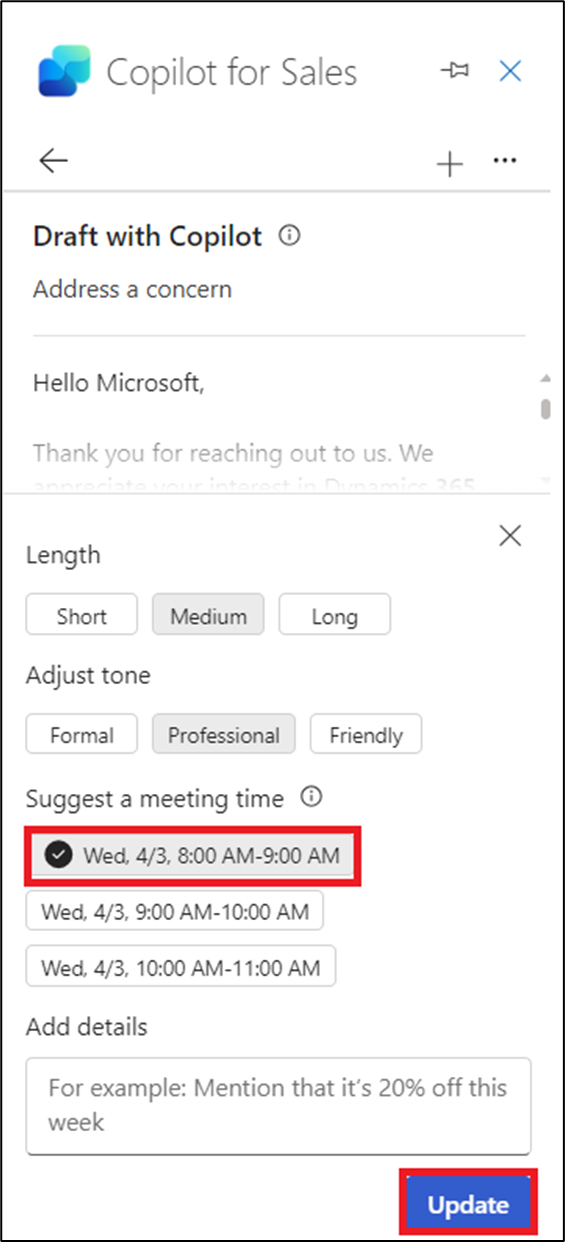 Copilot for Sales
Draft with Copilot
Address a concern
Hello Microsoft,
Thank you for reaching out to us. We
appreciate your interest in Dynamics 365
Length
Short Medium Long
Adjust tone
Formal Professional Friendly
Suggest a meeting time
Wed, 4/3, 8:00 AM-9:00 AM
Wed, 4/3, 9:00 AM-10:00 AM
Wed, 4/3, 10:00 AM-11:00 AM
Add details
For example: Mention that it’s 20% off this
week
Update